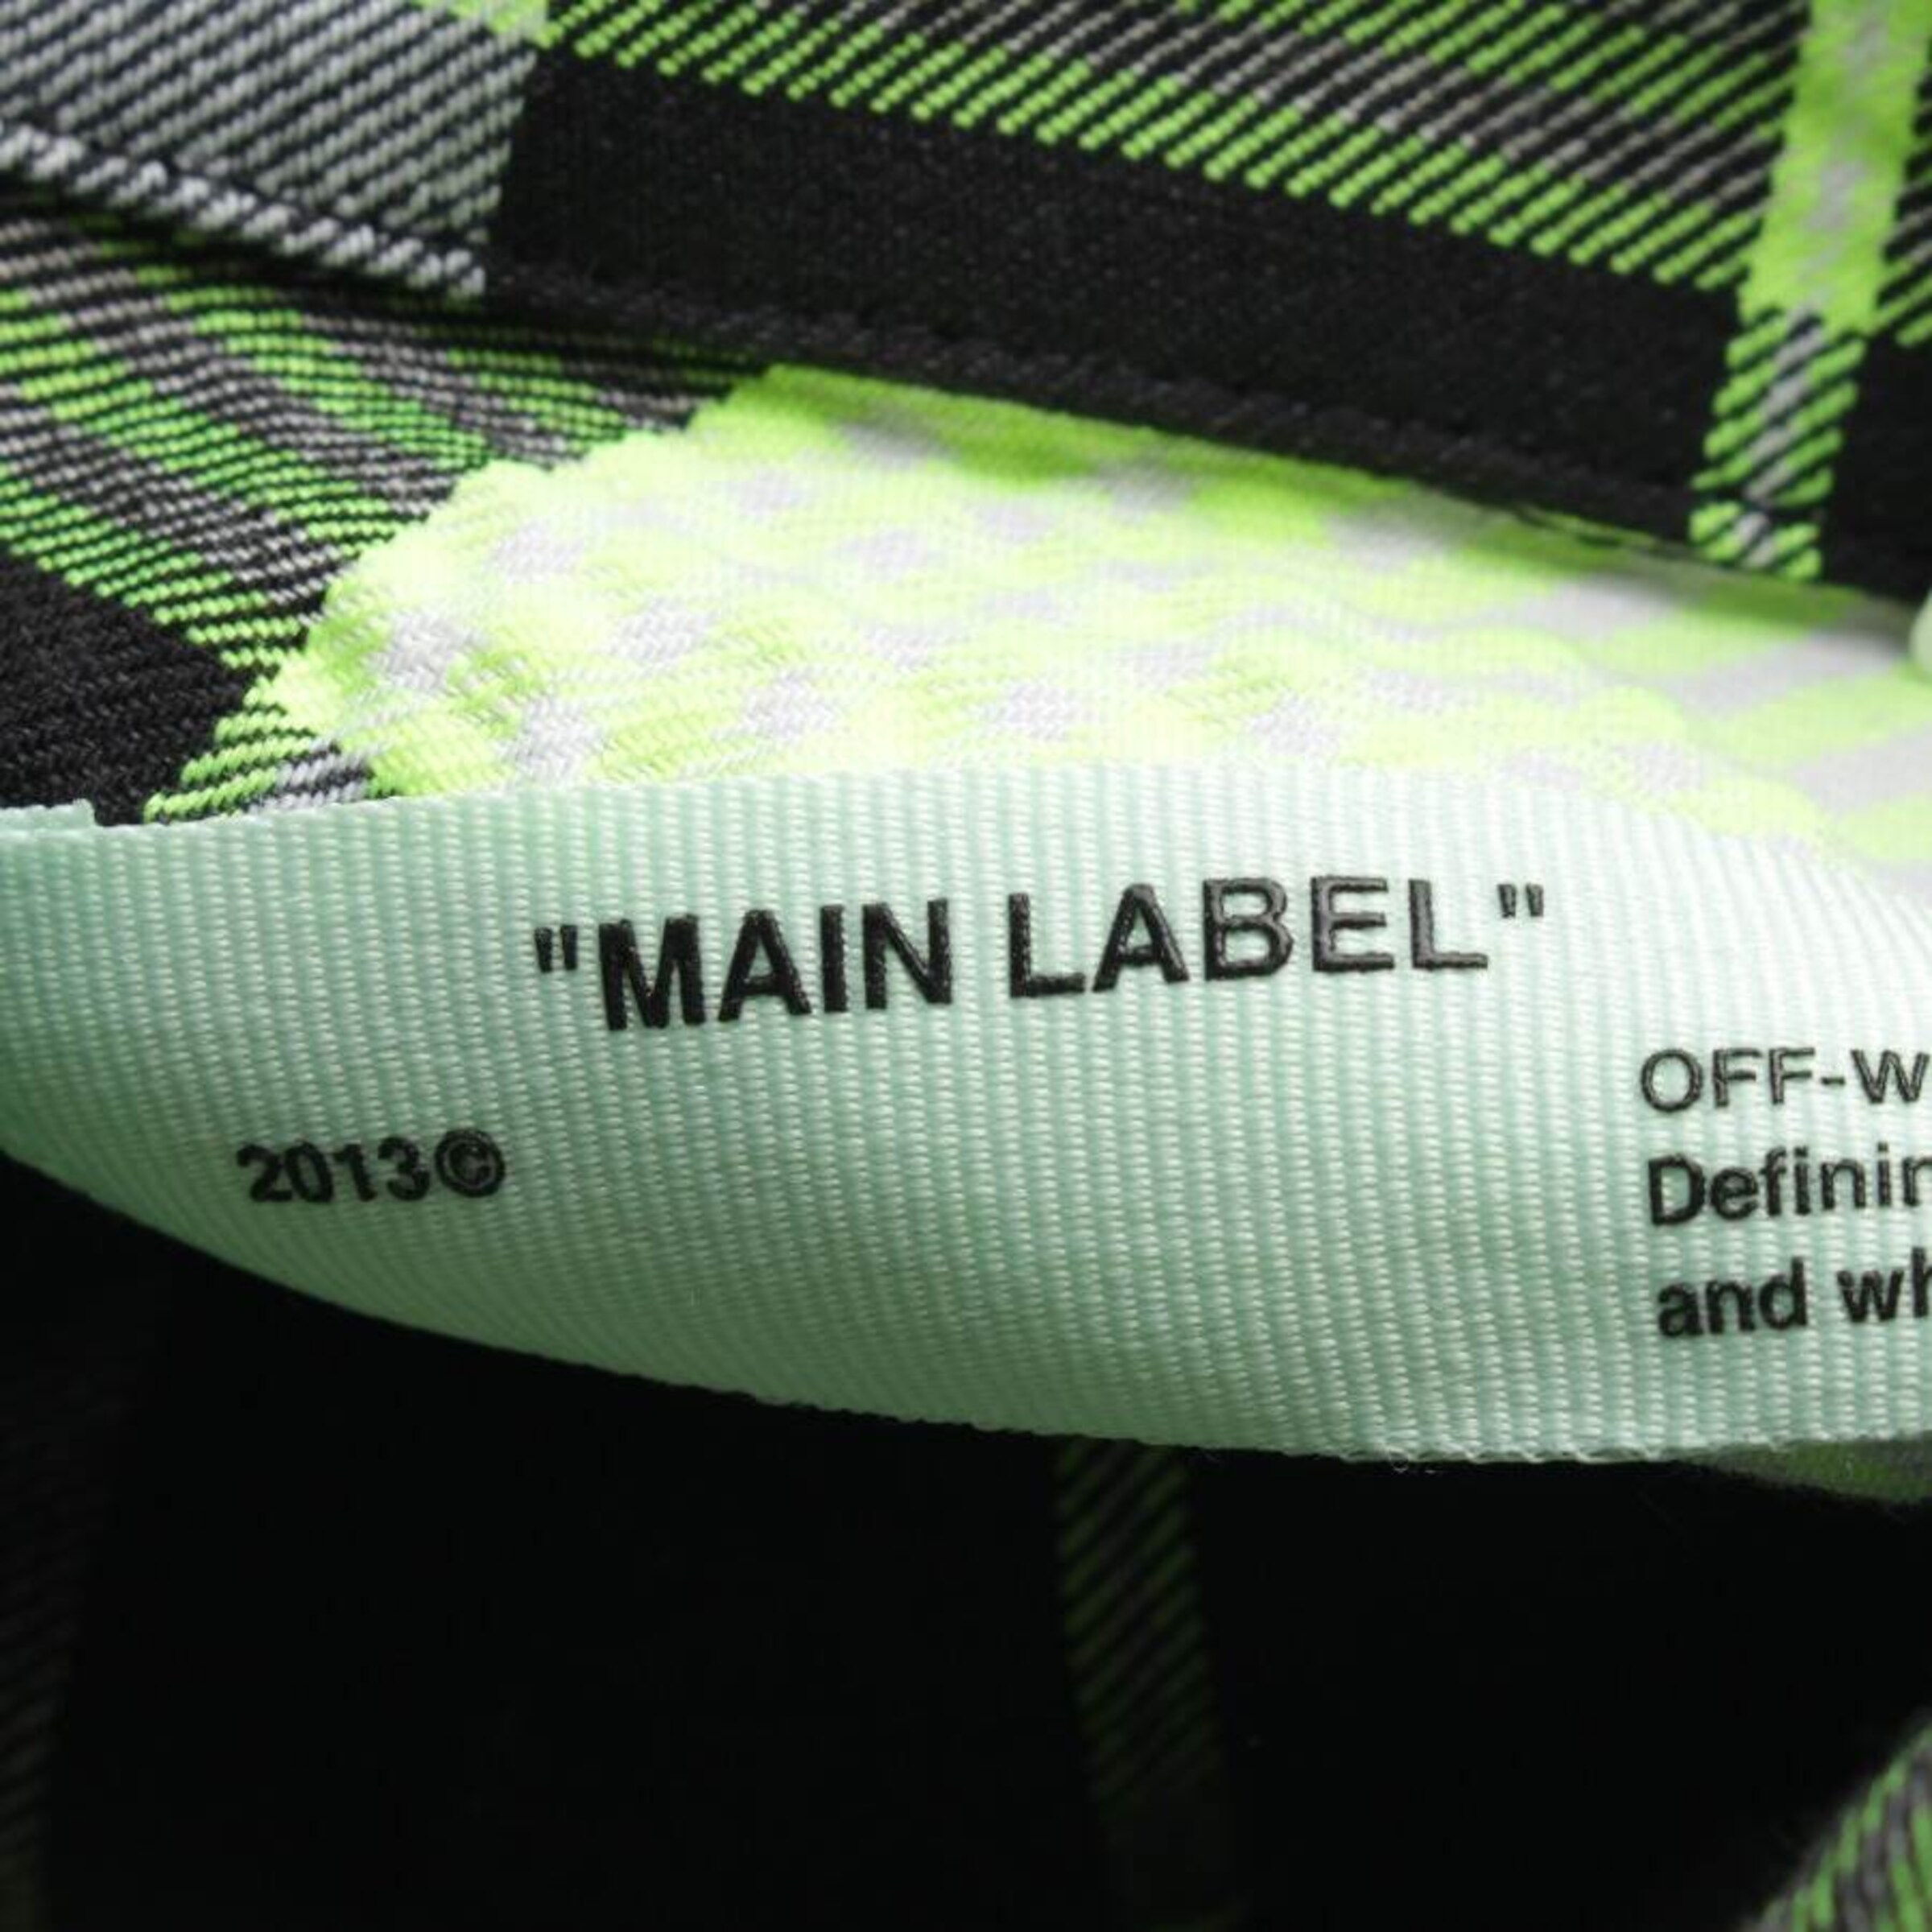 "MAIN LABEL"
2013©
OFF-W
Definin
and wh